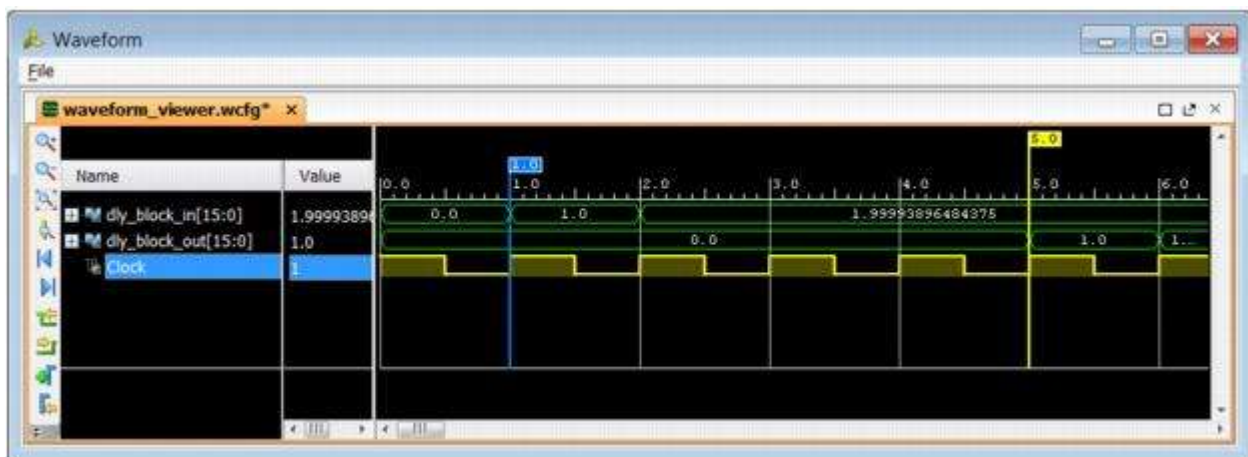 Waveform
File
waveform_viewer.wcfg*
5.0
1.0
Name Value 0.0 1.0 2.0 3.0 4.0 5.0 6.0
dly_block_in[15:0] 1.9999389 0.0 1.0 1.99993896484375
dly_block_out[15:0] 1.0 0.0 1.0 1...
Clock 1